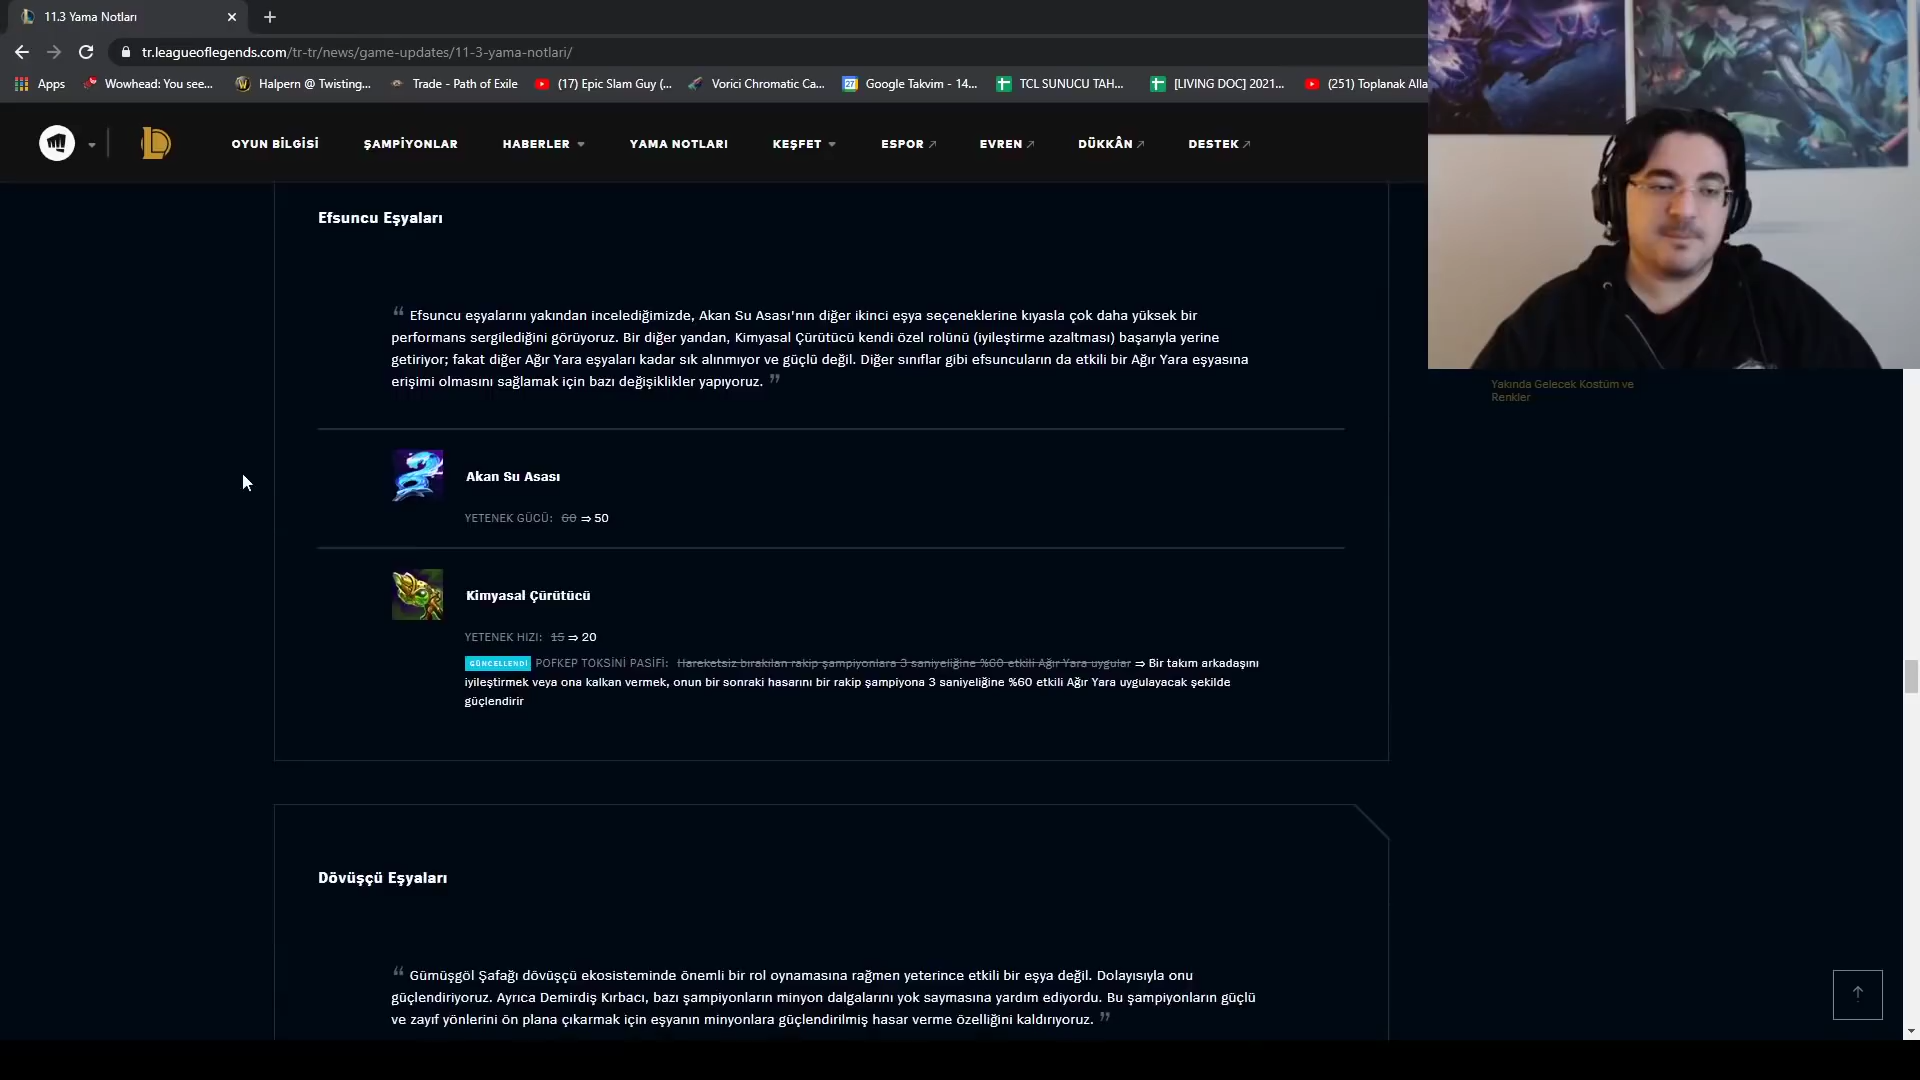 11.3 Yama Notları
tr.leagueoflegends.com/tr-tr/news/game-updates/11-3-yama-notlari/
Apps Wowhead: You see... Halpern @ Twisting... Trade - Path of Exile (17) Epic Slam Guy (... Vorici Chromatic Ca... Google Takvim - 14... TCL SUNUCU TAH... [LIVING DOC] 2021... (251) Toplanak Alla
OYUN BİLGİSİ ŞAMPİYONLAR HABERLER YAMA NOTLARI KEŞFET ESPOR EVREN DÜKKÂN DESTEK
Efsuncu Eşyaları
“ Efsuncu eşyalarını yakından incelediğimizde, Akan Su Asası'nın diğer ikinci eşya seçeneklerine kıyasla çok daha yüksek bir
performans sergilediğini görüyoruz. Bir diğer yandan, Kimyasal Çürütücü kendi özel rolünü (iyileştirme azaltması) başarıyla yerine
getiriyor; fakat diğer Ağır Yara eşyaları kadar sık alınmıyor ve güçlü değil. Diğer sınıflar gibi efsuncuların da etkili bir Ağır Yara eşyasına
erişimi olmasını sağlamak için bazı değişiklikler yapıyoruz. ”
Yakında Gelecek Kostüm ve
Renkler
Akan Su Asası
YETENEK GÜCÜ: 60 ⇒ 50
Kimyasal Çürütücü
YETENEK HIZI: 15 ⇒ 20
GÜNCELLENDİ POFKEP TOKSİNİ PASİFİ: Hareketsiz bırakılan rakip şampiyonlara 3 saniyeliğine %60 etkili Ağır Yara uygular ⇒ Bir takım arkadaşını
iyileştirmek veya ona kalkan vermek, onun bir sonraki hasarını bir rakip şampiyona 3 saniyeliğine %60 etkili Ağır Yara uygulayacak şekilde
güçlendirir
Dövüşçü Eşyaları
“ Gümüşgöl Şafağı dövüşçü ekosisteminde önemli bir rol oynamasına rağmen yeterince etkili bir eşya değil. Dolayısıyla onu
güçlendiriyoruz. Ayrıca Demirdiş Kırbacı, bazı şampiyonların minyon dalgalarını yok saymasına yardım ediyordu. Bu şampiyonların güçlü
ve zayıf yönlerini ön plana çıkarmak için eşyanın minyonlara güçlendirilmiş hasar verme özelliğini kaldırıyoruz. ”